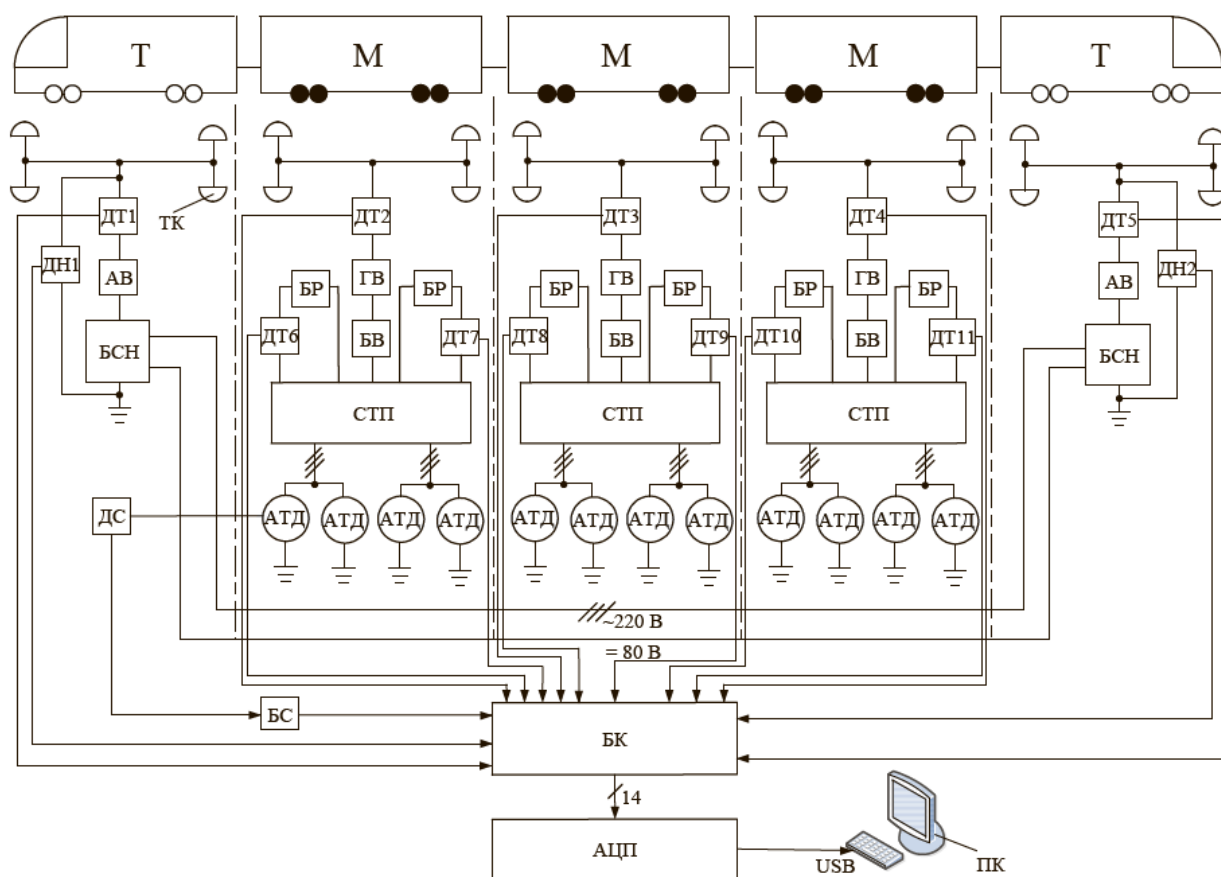 Т
М
М
М
Т
ТК
ДТ1
ДТ2
ДТ3
ДТ4
ДТ5
ДН1
АВ
ГВ
ГВ
ГВ
АВ
ДН2
БР
БР
БР
БР
БР
БР
БСН
ДТ6
БВ
ДТ7
ДТ8
БВ
ДТ9
ДТ10
БВ
ДТ11
БСН
СТП
СТП
СТП
ДС
АТД
АТД
АТД
АТД
АТД
АТД
АТД
АТД
АТД
АТД
АТД
АТД
~220 В
= 80 В
БС
БК
14
АЦП
USB
ПК